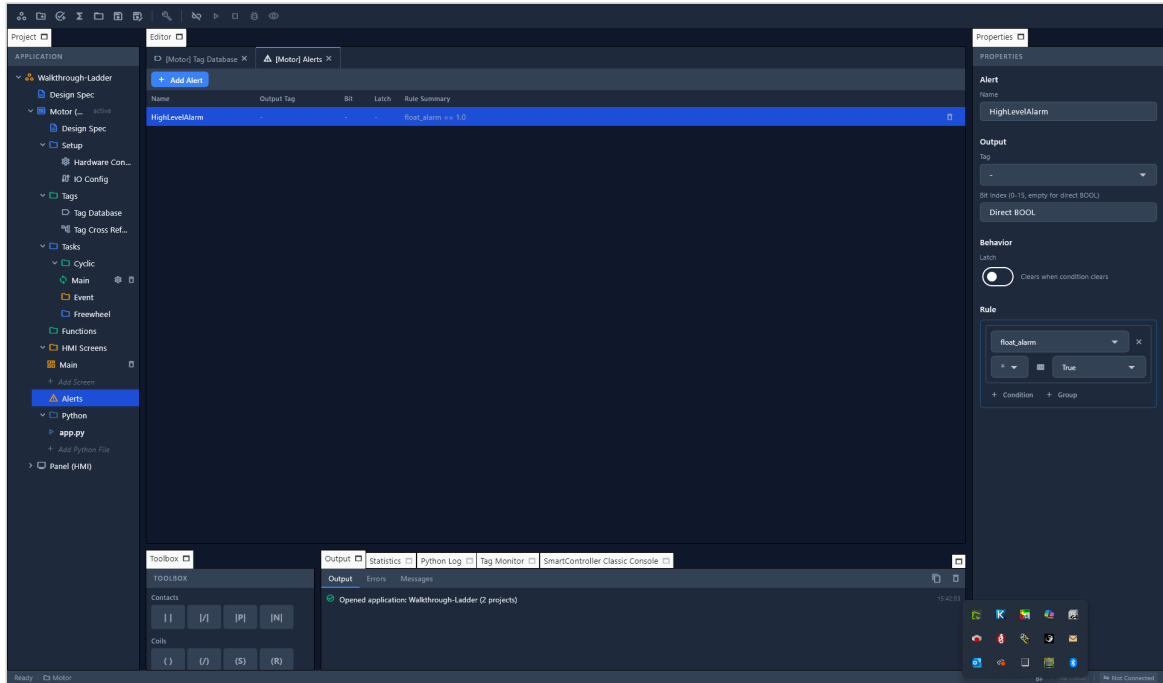 Project
Editor
Properties
APPLICATION
Walkthrough-Ladder
Design Spec
Motor (... active
Design Spec
Setup
Hardware Con...
IO Config
Tags
Tag Database
Tag Cross Ref...
Tasks
Cyclic
Main
Event
Freewheel
Functions
HMI Screens
Main
+ Add Screen
Alerts
Python
app.py
+ Add Python File
Panel (HMI)
[Motor] Tag Database ×
[Motor] Alerts ×
+ Add Alert
Name Output Tag Bit Latch Rule Summary
HighLevelAlarm - - - float_alarm == 1.0
PROPERTIES
Alert
Name
HighLevelAlarm
Output
Tag
-
Bit Index (0-15, empty for direct BOOL)
Direct BOOL
Behavior
Latch
Clears when condition clears
Rule
float_alarm ×
= True
+ Condition + Group
Toolbox
TOOLBOX
Contacts
| | |/| |P| |N|
Coils
( ) (/) (S) (R)
Output Statistics Python Log Tag Monitor SmartController Classic Console
Output Errors Messages
Opened application: Walkthrough-Ladder (2 projects) 15:42:03
Ready Motor
Not Connected